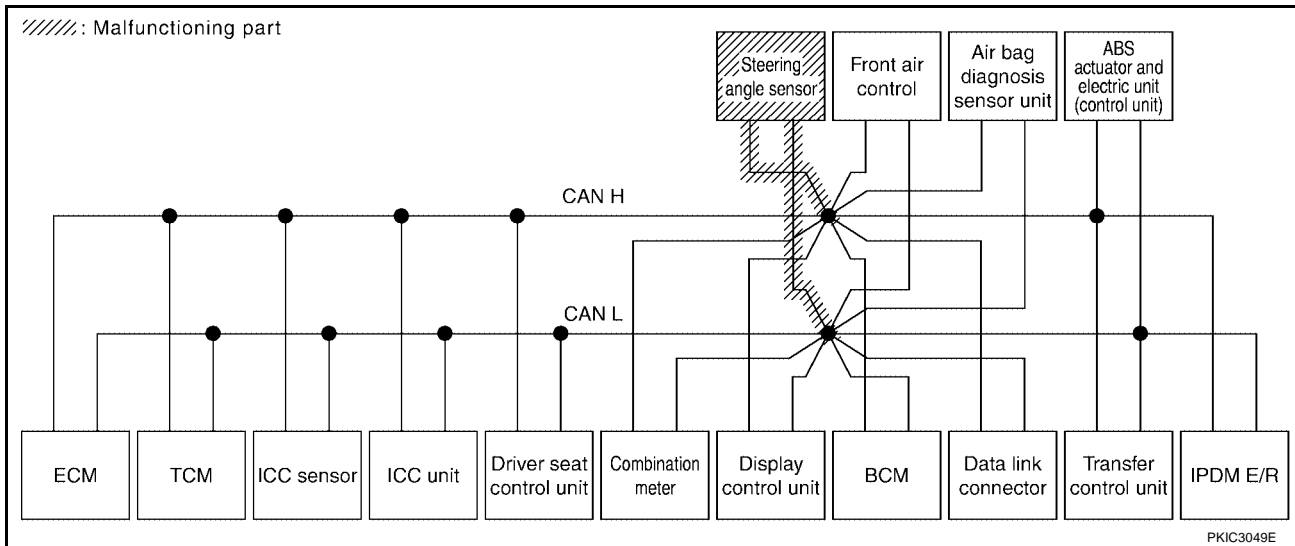 : Malfunctioning part
Steering
angle sensor
Front air
control
Air bag
diagnosis
sensor unit
ABS
actuator and
electric unit
(control unit)
CAN H
CAN L
ECM
TCM
ICC sensor
ICC unit
Driver seat
control unit
Combination
meter
Display
control unit
BCM
Data link
connector
Transfer
control unit
IPDM E/R
PKIC3049E